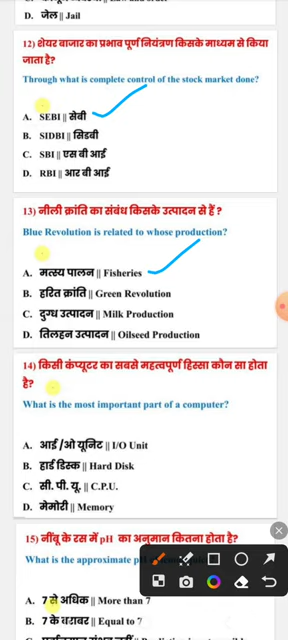 D. जेल || Jail
12) शेयर बाजार का प्रभाव पूर्ण नियंत्रण किसके माध्यम से किया
जाता है?
Through what is complete control of the stock market done?
A. SEBI || सेबी
B. SIDBI || सिडबी
C. SBI || एस बी आई
D. RBI || आर बी आई
13) नीली क्रांति का संबंध किसके उत्पादन से हैं ?
Blue Revolution is related to whose production?
A. मत्स्य पालन || Fisheries
B. हरित क्रांति || Green Revolution
C. दुग्ध उत्पादन || Milk Production
D. तिलहन उत्पादन || Oilseed Production
14) किसी कंप्यूटर का सबसे महत्वपूर्ण हिस्सा कौन सा होता
है?
What is the most important part of a computer?
A. आई /ओ यूनिट || I/O Unit
B. हार्ड डिस्क || Hard Disk
C. सी. पी. यू. || C.P.U.
D. मेमोरी || Memory
15) नींबू के रस में pH का अनुमान कितना होता है?
What is the approximate
A. 7 से अधिक || More than 7
B. 7 के बराबर || Equal to 7